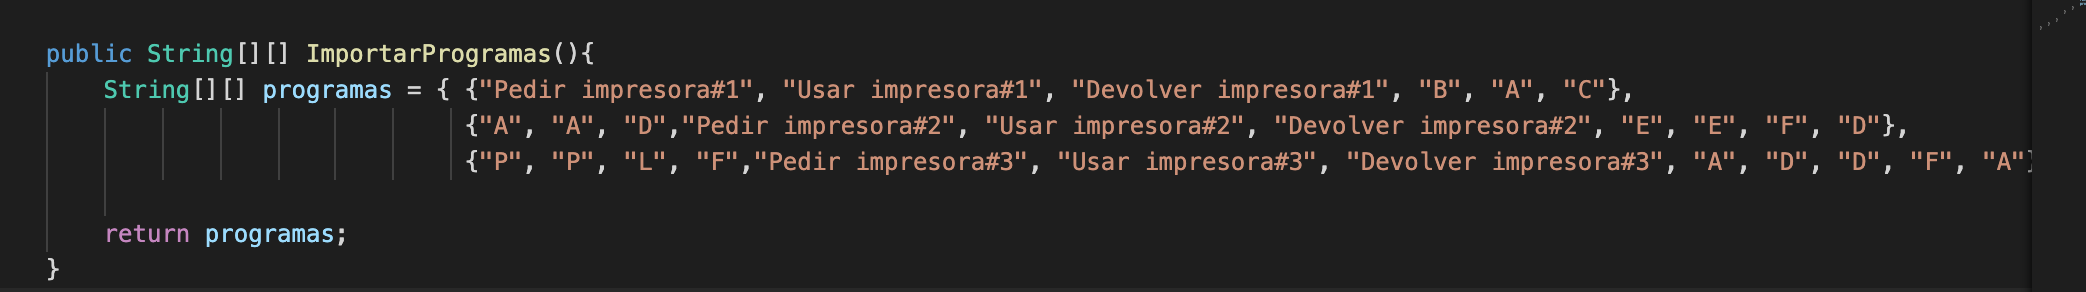 public String[][] ImportarProgramas(){
String[][] programas = { {"Pedir impresora#1", "Usar impresora#1", "Devolver impresora#1", "B", "A", "C"},
{"A", "A", "D","Pedir impresora#2", "Usar impresora#2", "Devolver impresora#2", "E", "E", "F", "D"},
{"P", "P", "L", "F","Pedir impresora#3", "Usar impresora#3", "Devolver impresora#3", "A", "D", "D", "F", "A"}
return programas;
}